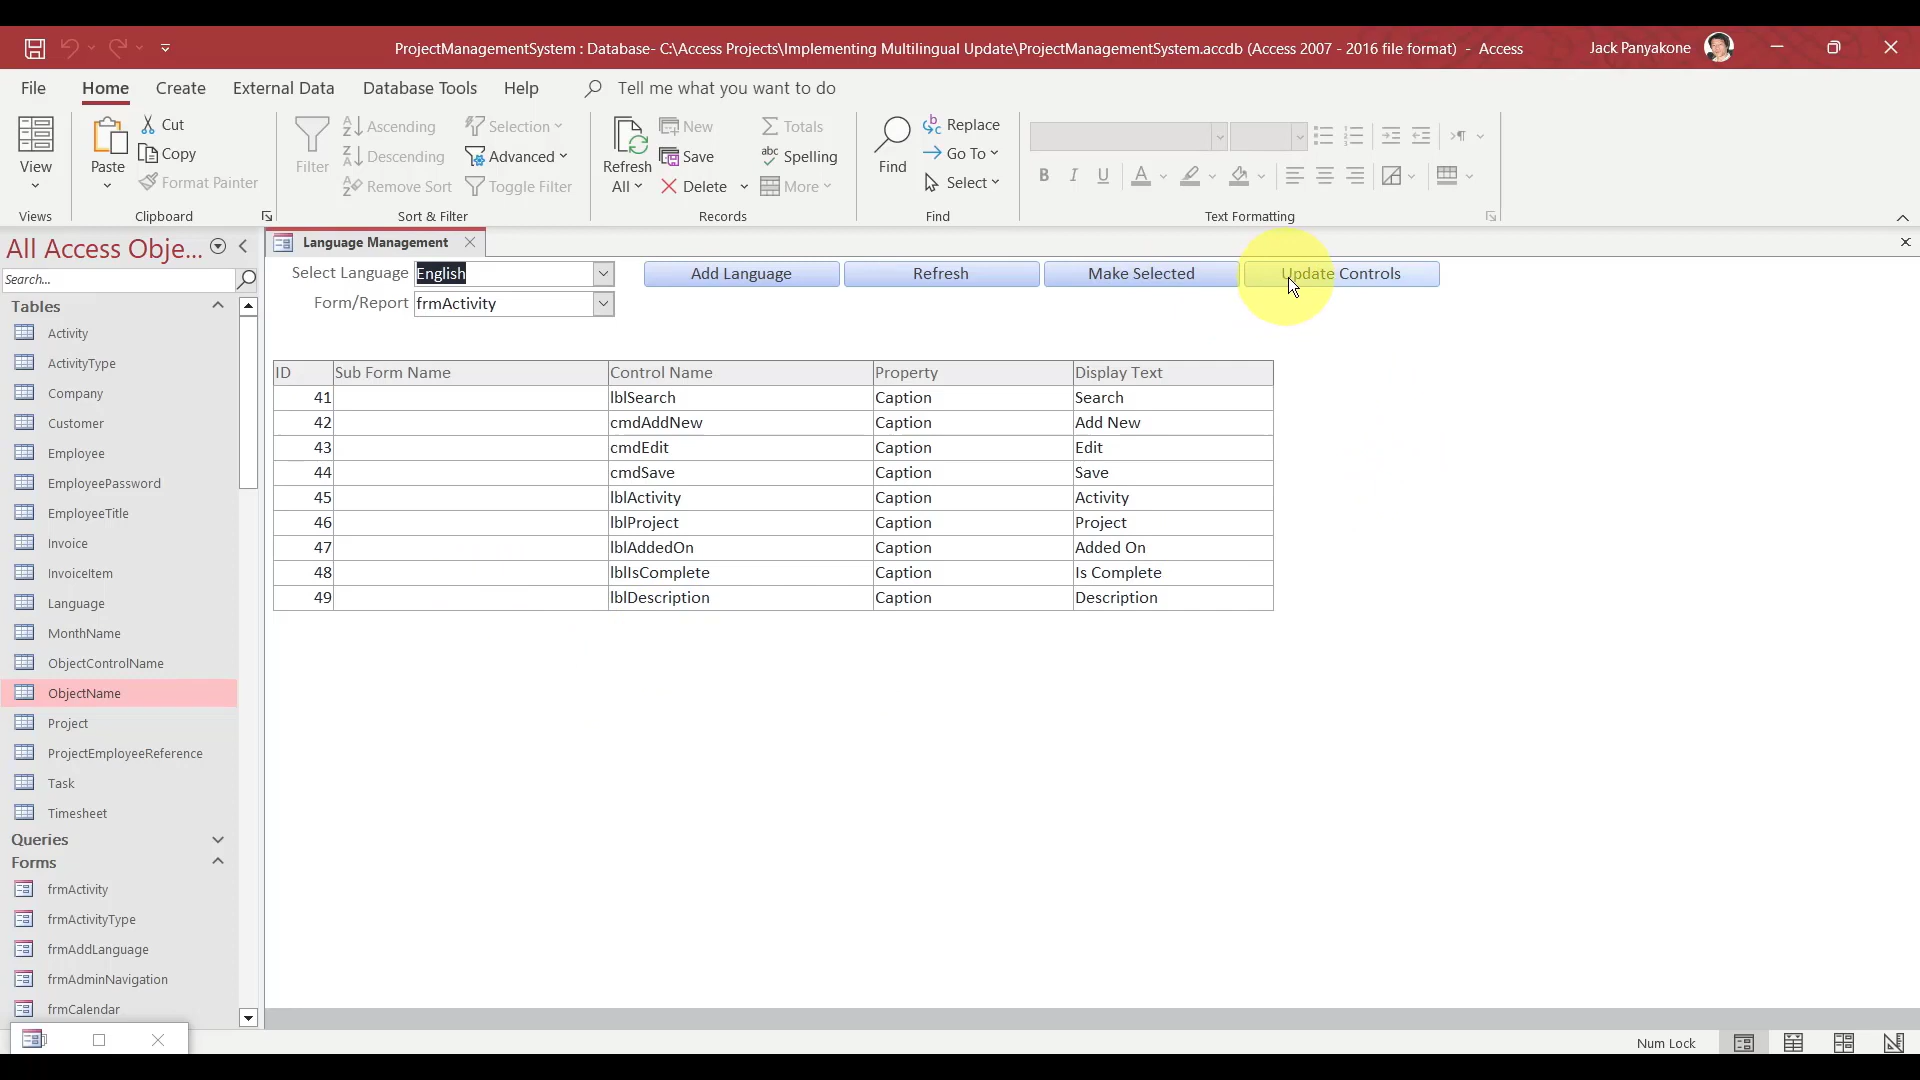 ProjectManagementSystem : Database- C:\Access Projects\Implementing Multilingual Update\ProjectManagementSystem.accdb (Access 2007 - 2016 file format) - Access
Jack Panyakone
File
Home
Create
External Data
Database Tools
Help
Tell me what you want to do
View
Views
Paste
Cut
Copy
Format Painter
Clipboard
Filter
Ascending
Descending
Remove Sort
Selection
Advanced
Toggle Filter
Sort & Filter
Refresh
All
New
Save
Delete
Totals
Spelling
More
Records
Find
Replace
Go To
Select
Find
B I U
Text Formatting
All Access Obje...
Search...
Tables
Activity
ActivityType
Company
Customer
Employee
EmployeePassword
EmployeeTitle
Invoice
InvoiceItem
Language
MonthName
ObjectControlName
ObjectName
Project
ProjectEmployeeReference
Task
Timesheet
Queries
Forms
frmActivity
frmActivityType
frmAddLanguage
frmAdminNavigation
frmCalendar
Language Management
Select Language English
Add Language
Refresh
Make Selected
Update Controls
Form/Report frmActivity
ID Sub Form Name Control Name Property Display Text
41 lblSearch Caption Search
42 cmdAddNew Caption Add New
43 cmdEdit Caption Edit
44 cmdSave Caption Save
45 lblActivity Caption Activity
46 lblProject Caption Project
47 lblAddedOn Caption Added On
48 lblIsComplete Caption Is Complete
49 lblDescription Caption Description
Num Lock